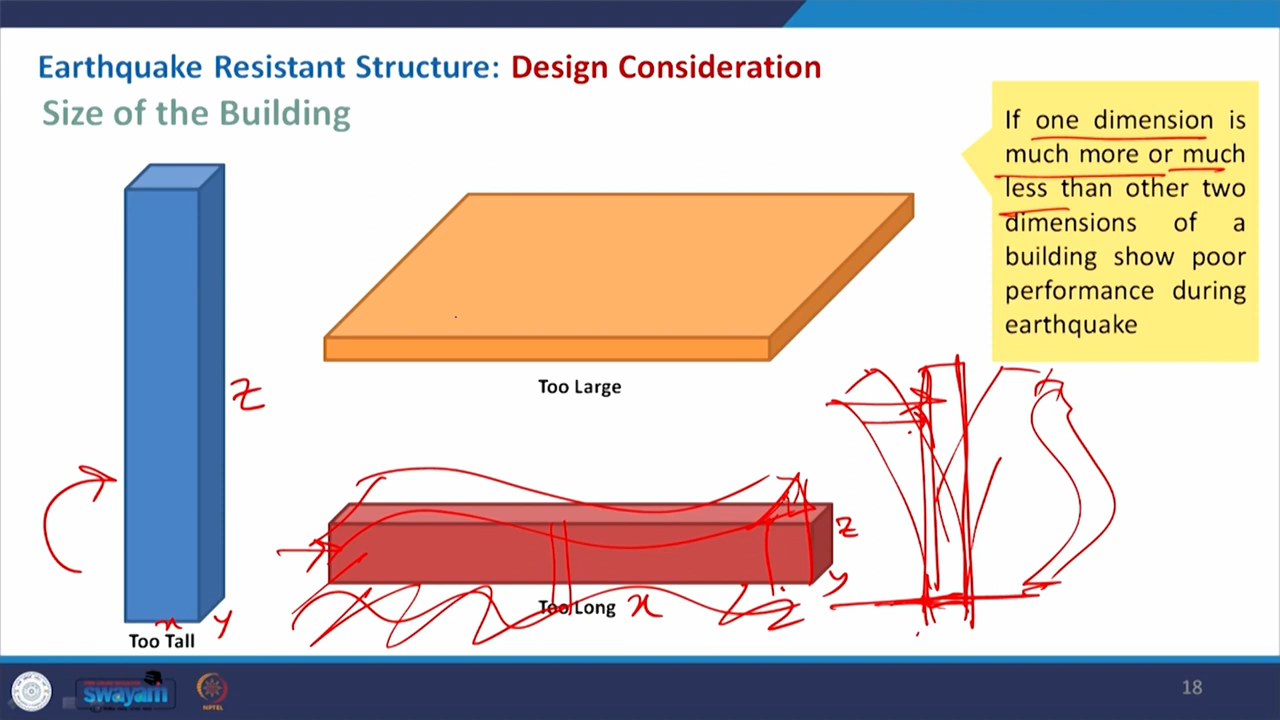 Earthquake Resistant Structure: Design Consideration
Size of the Building
If one dimension is
much more or much
less than other two
dimensions of a
building show poor
performance during
earthquake
Too Large
Z
z
y
Too Long
x
x
y
Too Tall
swayam
NPTEL
18